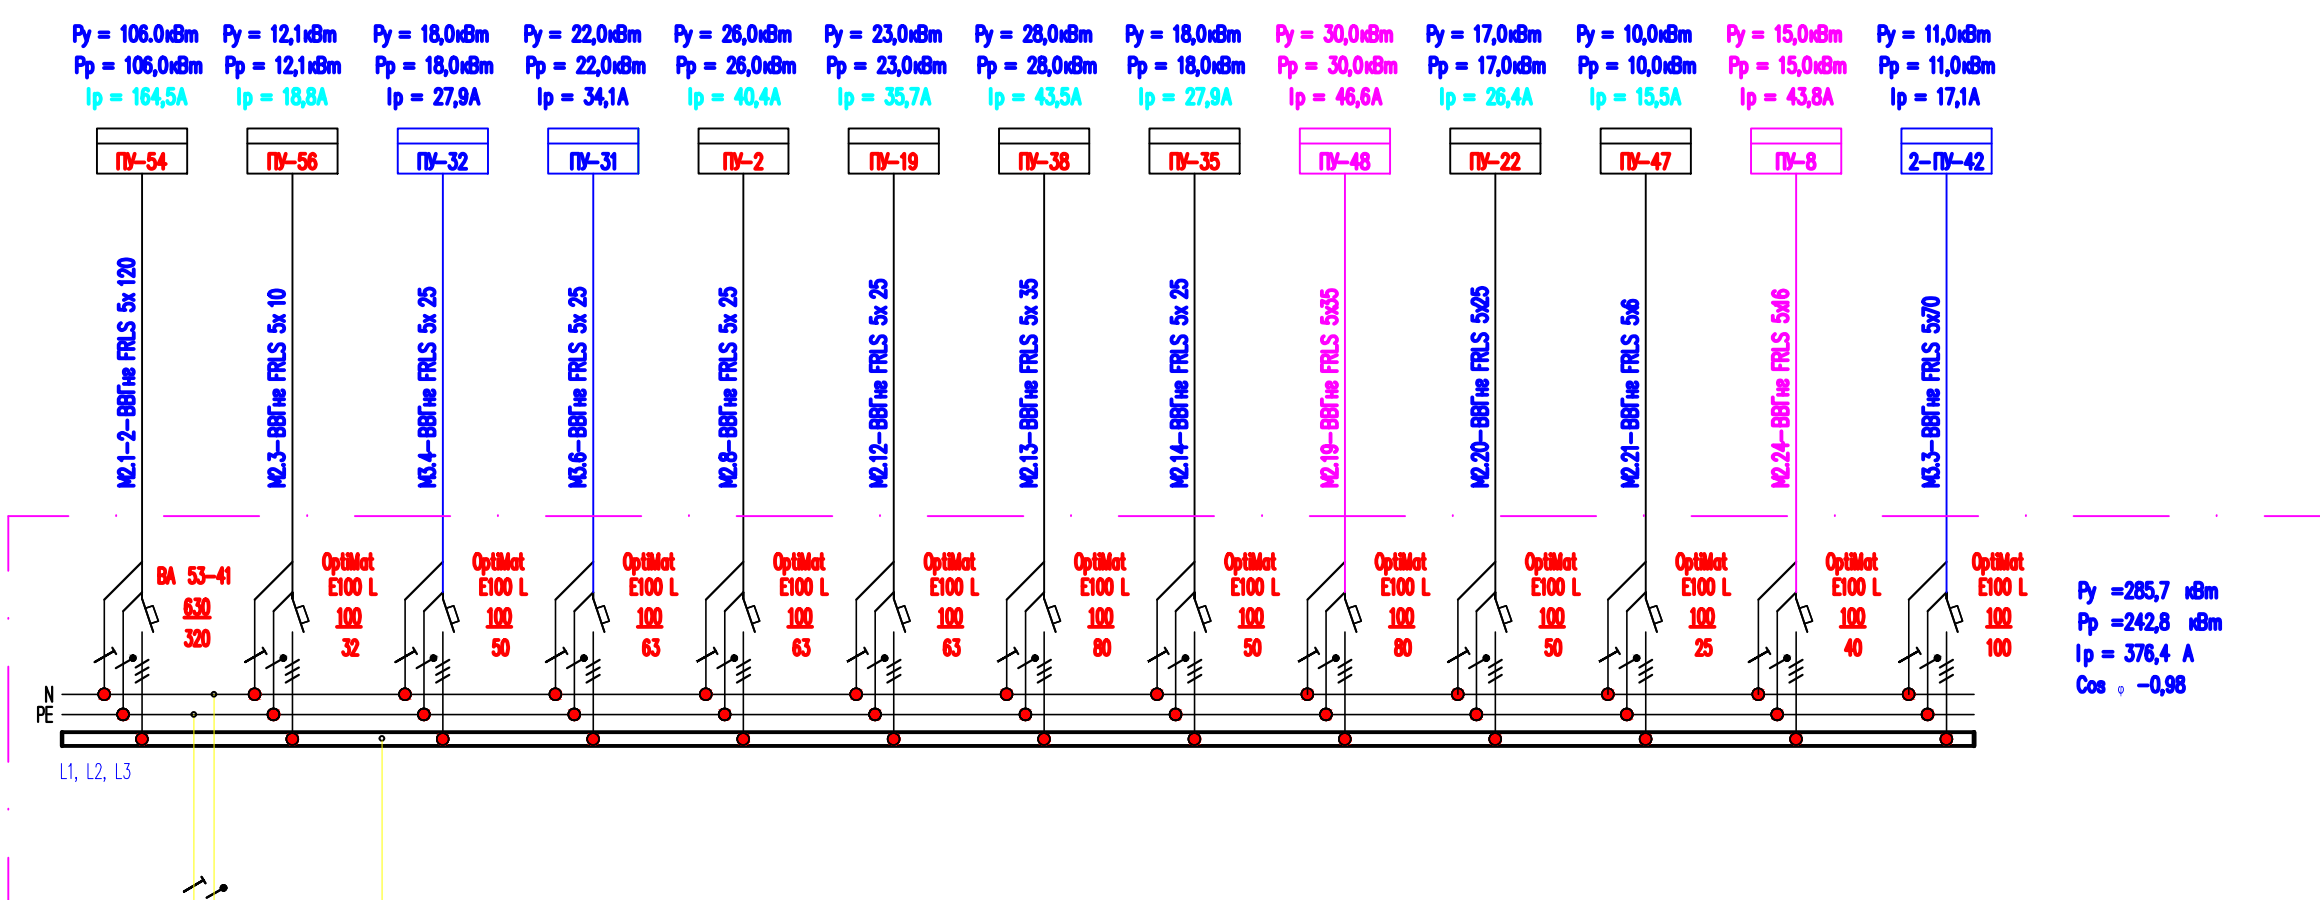 Ру = 106.0кВт
Рр = 106,0кВт
Iр = 164,5А
ПУ-54
Ру = 12,1кВт
Рр = 12,1кВт
Iр = 18,8А
ПУ-56
Ру = 18,0кВт
Рр = 18,0кВт
Iр = 27,9А
ПУ-32
Ру = 22,0кВт
Рр = 22,0кВт
Iр = 34,1А
ПУ-31
Ру = 26,0кВт
Рр = 26,0кВт
Iр = 40,4А
ПУ-2
Ру = 23,0кВт
Рр = 23,0кВт
Iр = 35,7А
ПУ-19
Ру = 28,0кВт
Рр = 28,0кВт
Iр = 43,5А
ПУ-38
Ру = 18,0кВт
Рр = 18,0кВт
Iр = 27,9А
ПУ-35
Ру = 30,0кВт
Рр = 30,0кВт
Iр = 46,6А
ПУ-48
Ру = 17,0кВт
Рр = 17,0кВт
Iр = 26,4А
ПУ-22
Ру = 10,0кВт
Рр = 10,0кВт
Iр = 15,5А
ПУ-47
Ру = 15,0кВт
Рр = 15,0кВт
Iр = 43,8А
ПУ-8
Ру = 11,0кВт
Рр = 11,0кВт
Iр = 17,1А
2-ПУ-42
М2.1-2-ВВГнг FRLS 5х 120
М2.3-ВВГнг FRLS 5х 10
М3.4-ВВГнг FRLS 5х 25
М3.6-ВВГнг FRLS 5х 25
М2.8-ВВГнг FRLS 5х 25
М2.12-ВВГнг FRLS 5х 25
М2.13-ВВГнг FRLS 5х 35
М2.14-ВВГнг FRLS 5х 25
М2.19-ВВГнг FRLS 5х35
М2.20-ВВГнг FRLS 5х25
М2.21-ВВГнг FRLS 5х6
М2.24-ВВГнг FRLS 5х16
М3.3-ВВГнг FRLS 5х70
ВА 53-41
630
320
OptiMat
E100 L
100
32
OptiMat
E100 L
100
50
OptiMat
E100 L
100
63
OptiMat
E100 L
100
63
OptiMat
E100 L
100
63
OptiMat
E100 L
100
80
OptiMat
E100 L
100
50
OptiMat
E100 L
100
80
OptiMat
E100 L
100
50
OptiMat
E100 L
100
25
OptiMat
E100 L
100
40
OptiMat
E100 L
100
100
Ру =285,7 кВт
Рр =242,8 кВт
Iр = 376,4 А
Cos φ -0,98
N
PE
L1, L2, L3